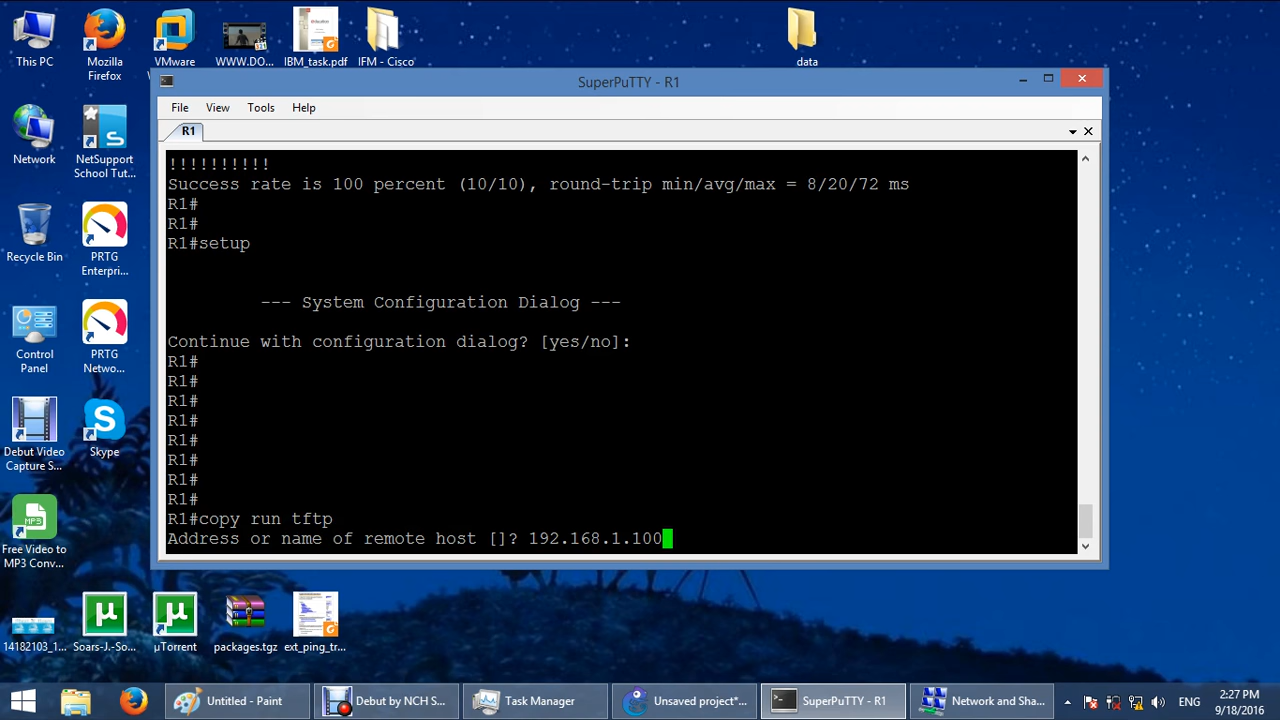 This PC
Mozilla
Firefox
VMware
WWW.DO...
IBM_task.pdf
IFM - Cisco
data
SuperPuTTY - R1
File View Tools Help
R1
!!!!!!!!!!
Success rate is 100 percent (10/10), round-trip min/avg/max = 8/20/72 ms
R1#
R1#
R1#setup
--- System Configuration Dialog ---
Continue with configuration dialog? [yes/no]:
R1#
R1#
R1#
R1#
R1#
R1#
R1#
R1#
R1#copy run tftp
Address or name of remote host []? 192.168.1.100
Network
NetSupport
School Tut...
Recycle Bin
PRTG
Enterpri...
Control
Panel
PRTG
Netwo...
Debut Video
Capture S...
Skype
MP3
Free Video to
MP3 Conv...
14182103_1...
Soars-J.-So...
µTorrent
packages.tgz
ext_ping_tr...
Untitled - Paint
Debut by NCH S...
Task Manager
Unsaved project*...
SuperPuTTY - R1
Network and Sha...
ENG
2:27 PM
9/18/2016